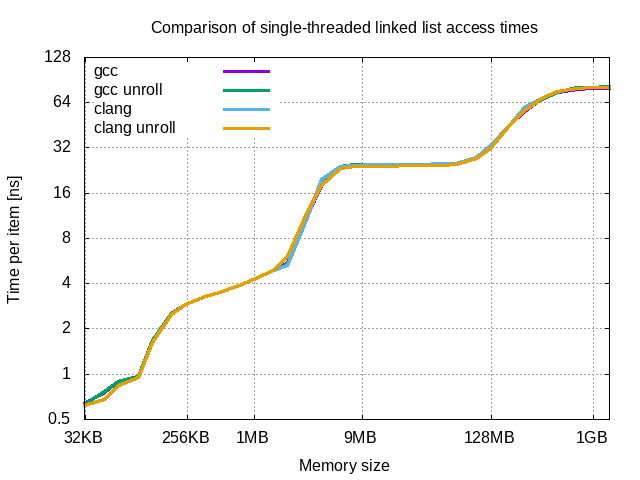 Comparison of single-threaded linked list access times
128
64
32
16
8
4
2
1
0.5
Time per item [ns]
gcc
gcc unroll
clang
clang unroll
32KB 256KB 1MB 9MB 128MB 1GB
Memory size